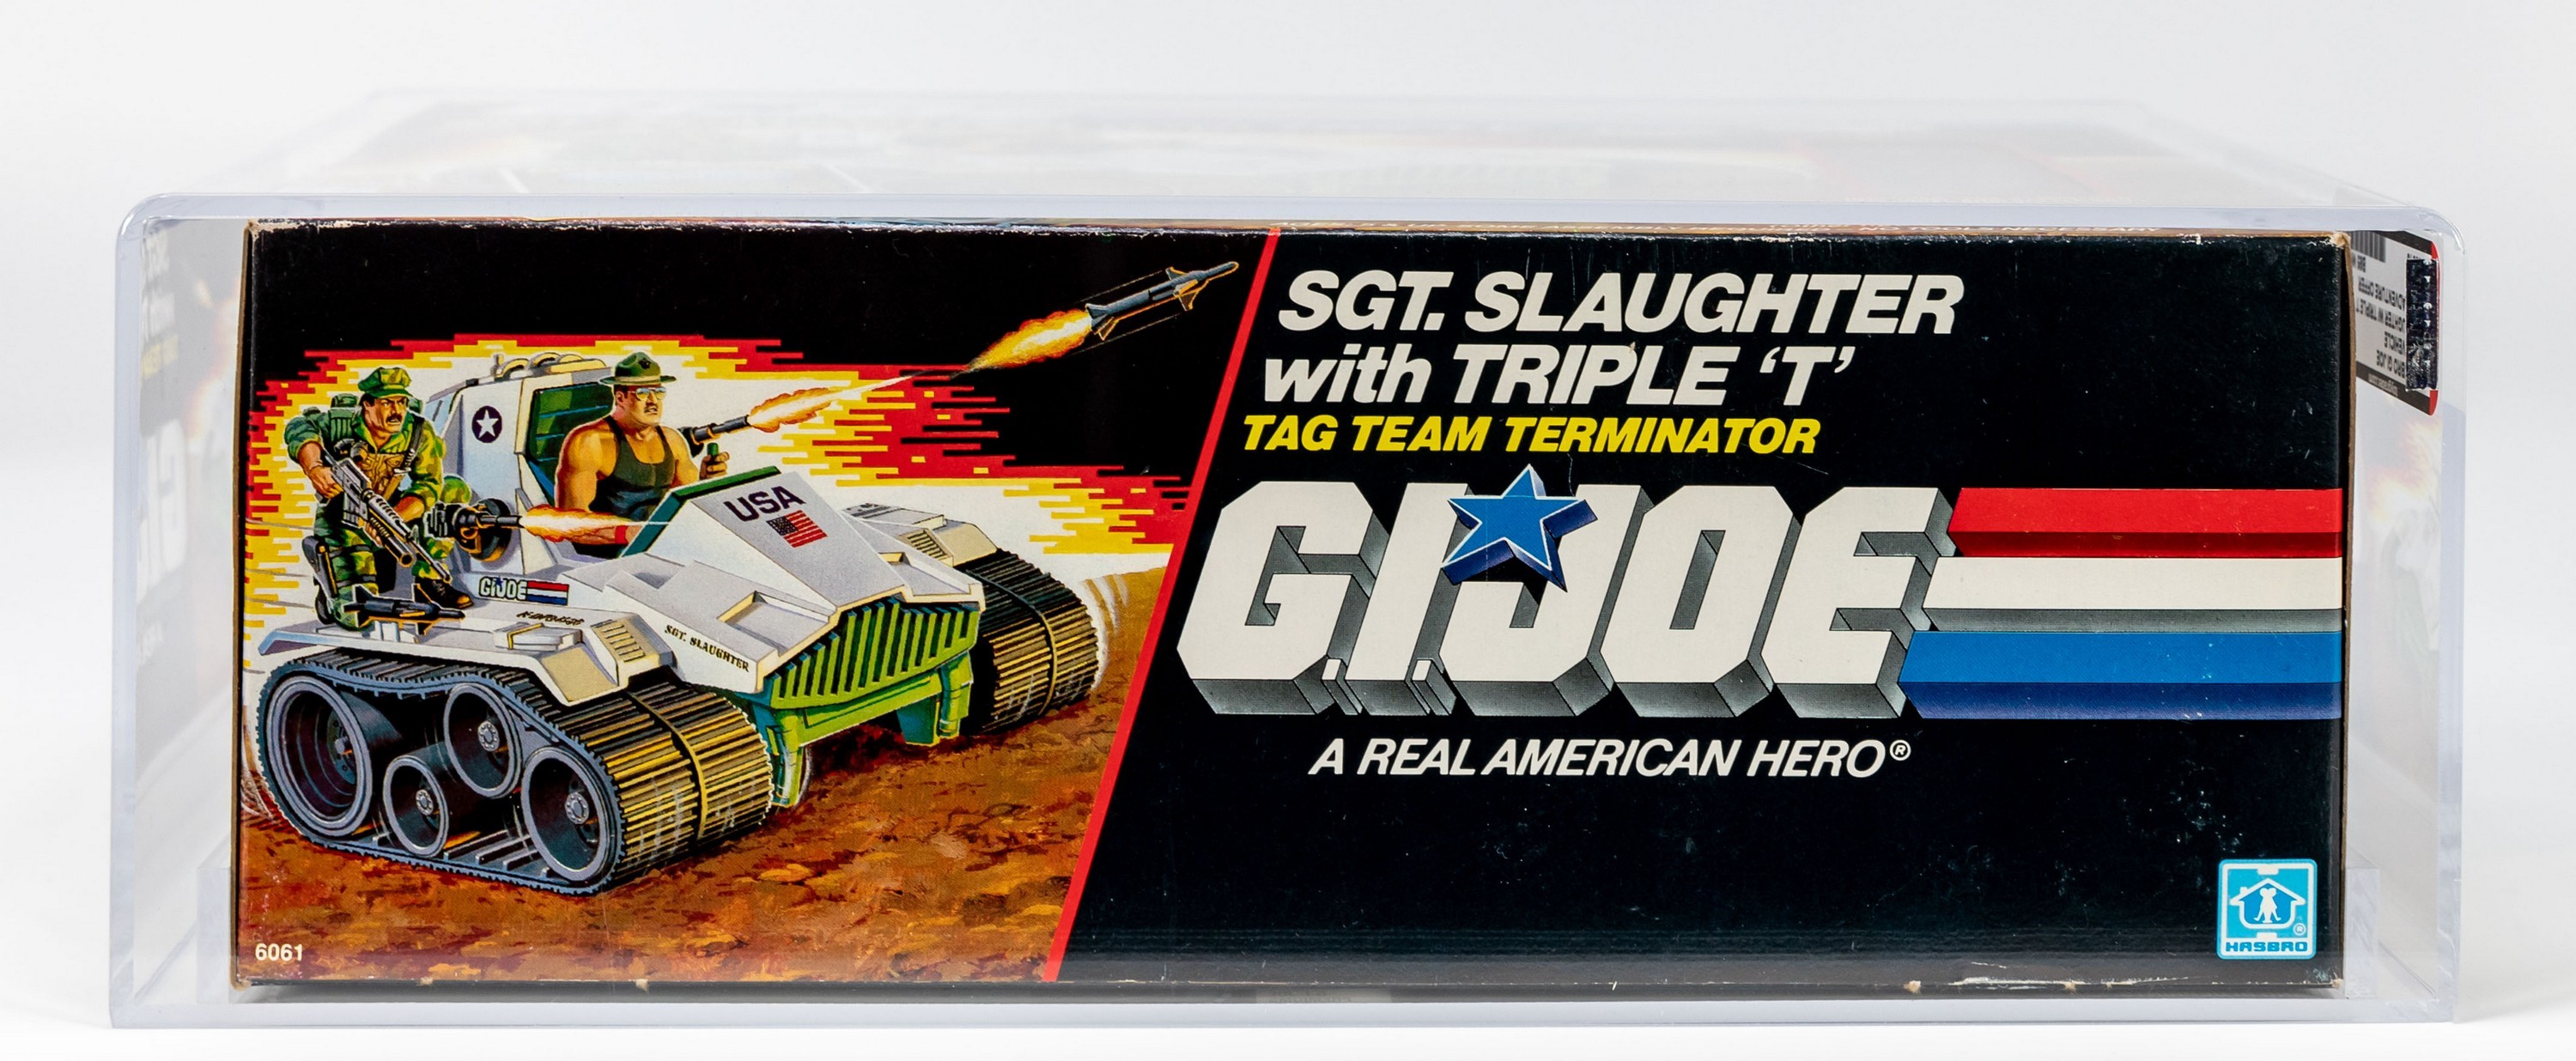 SGT. SLAUGHTER
with TRIPLE ‘T’
TAG TEAM TERMINATOR
G.I. JOE
A REAL AMERICAN HERO®
USA
G.I. JOE
SGT. SLAUGHTER
6061
HASBRO